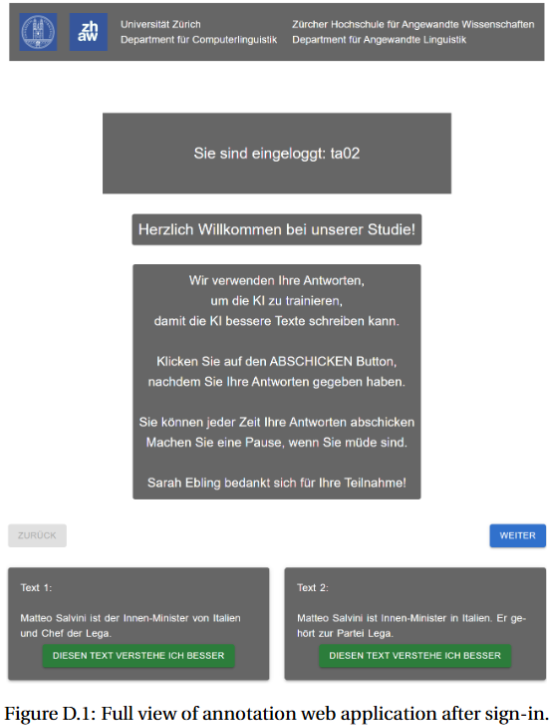 zh
aw
Universität Zürich
Department für Computerlinguistik
Zürcher Hochschule für Angewandte Wissenschaften
Department für Angewandte Linguistik
Sie sind eingeloggt: ta02
Herzlich Willkommen bei unserer Studie!
Wir verwenden Ihre Antworten,
um die KI zu trainieren,
damit die KI bessere Texte schreiben kann.
Klicken Sie auf den ABSCHICKEN Button,
nachdem Sie Ihre Antworten gegeben haben.
Sie können jeder Zeit Ihre Antworten abschicken
Machen Sie eine Pause, wenn Sie müde sind.
Sarah Ebling bedankt sich für Ihre Teilnahme!
ZURÜCK
WEITER
Text 1:
Matteo Salvini ist der Innen-Minister von Italien
und Chef der Lega.
DIESEN TEXT VERSTEHE ICH BESSER
Text 2:
Matteo Salvini ist Innen-Minister in Italien. Er ge-
hört zur Partei Lega.
DIESEN TEXT VERSTEHE ICH BESSER
Figure D.1: Full view of annotation web application after sign-in.